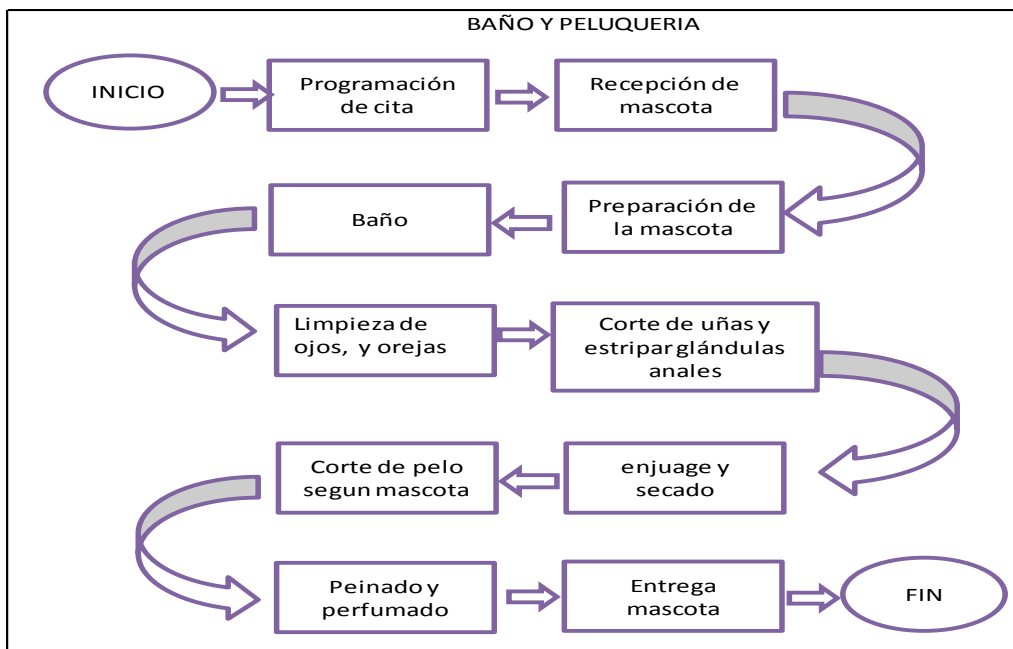 BAÑO Y PELUQUERIA
INICIO
Programación
de cita
Recepción de
mascota
Preparación de
la mascota
Baño
Limpieza de
ojos, y orejas
Corte de uñas y
estripar glándulas
anales
enjuage y
secado
Corte de pelo
segun mascota
Peinado y
perfumado
Entrega
mascota
FIN